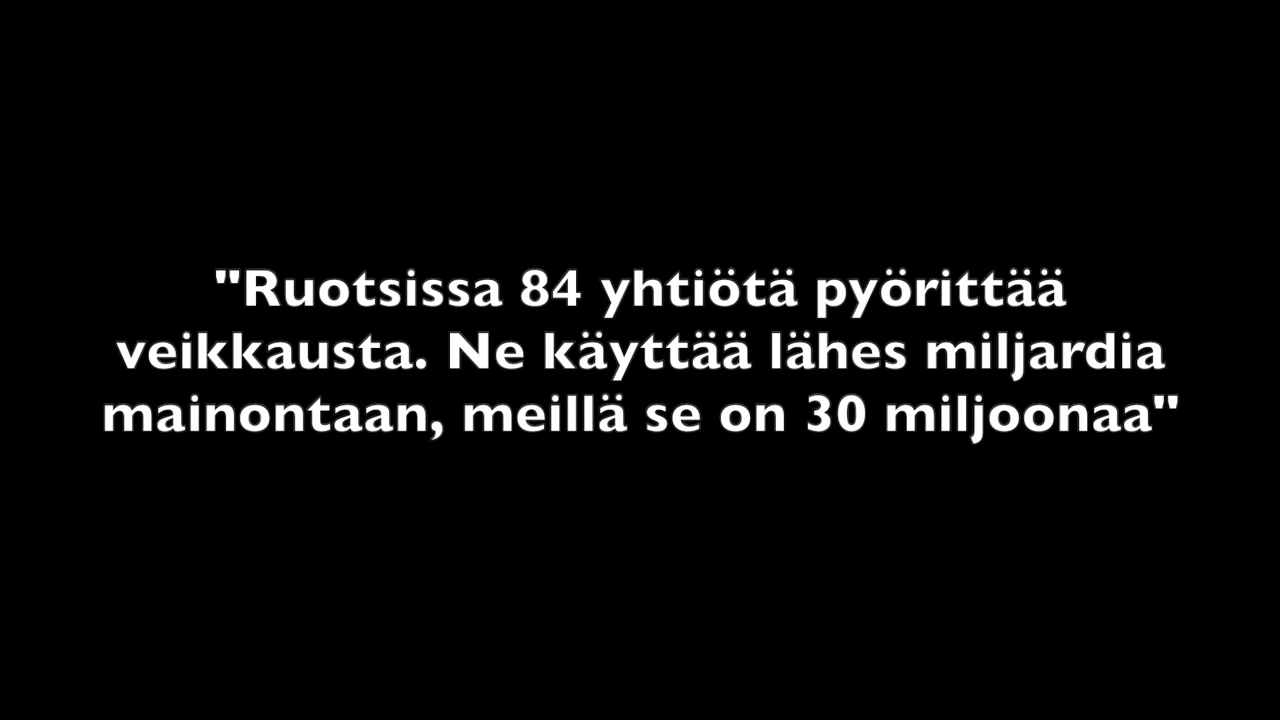 "Ruotsissa 84 yhtiötä pyörittää
veikkausta. Ne käyttää lähes miljardia
mainontaan, meillä se on 30 miljoonaa"